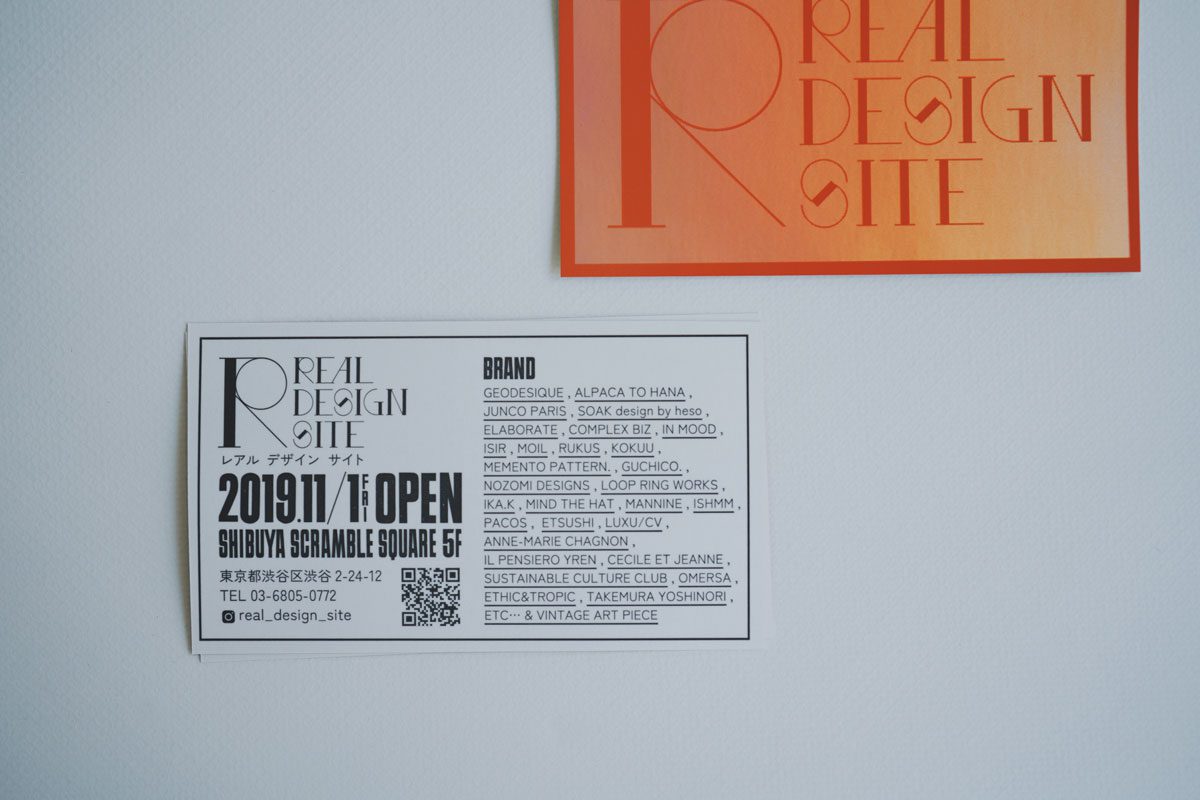 R
REAL
DESIGN
SITE
R
REAL
DESIGN
SITE
レアル デザイン サイト
2019.11/1 FRI OPEN
SHIBUYA SCRAMBLE SQUARE 5F
東京都渋谷区渋谷 2-24-12
TEL 03-6805-0772
real_design_site
BRAND
GEODESIQUE , ALPACA TO HANA ,
JUNCO PARIS , SOAK design by heso ,
ELABORATE , COMPLEX BIZ , IN MOOD ,
ISIR , MOIL , RUKUS , KOKUU ,
MEMENTO PATTERN. , GUCHICO. ,
NOZOMI DESIGNS , LOOP RING WORKS ,
IKA.K , MIND THE HAT , MANNINE , ISHMM ,
PACOS , ETSUSHI , LUXU/CV ,
ANNE-MARIE CHAGNON ,
IL PENSIERO YREN , CECILE ET JEANNE ,
SUSTAINABLE CULTURE CLUB , OMERSA ,
ETHIC&TROPIC , TAKEMURA YOSHINORI ,
ETC… & VINTAGE ART PIECE